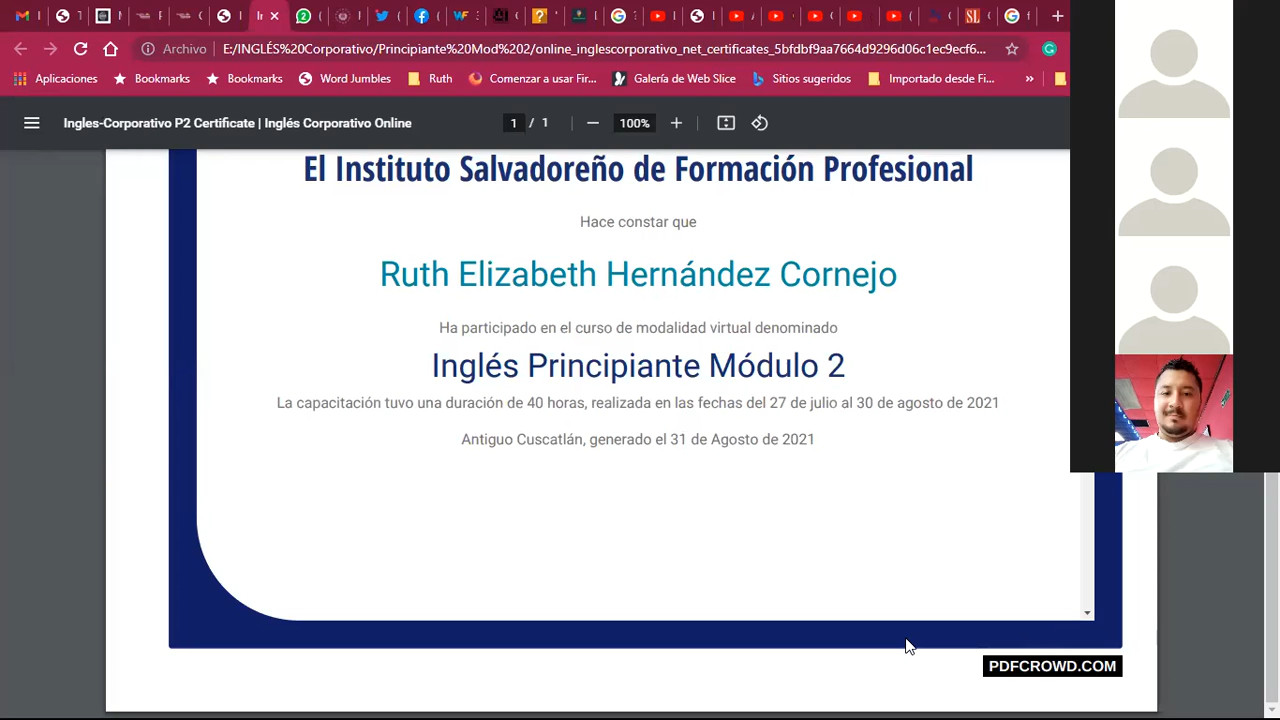 Archivo
E:/INGLÉS%20Corporativo/Principiante%20Mod%202/online_inglescorporativo_net_certificates_5bfdbf9aa7664d9296d06c1ec9ecf6...
Aplicaciones Bookmarks Bookmarks Word Jumbles Ruth Comenzar a usar Fir... Galería de Web Slice Sitios sugeridos Importado desde Fi... »
Ingles-Corporativo P2 Certificate | Inglés Corporativo Online 1 / 1 100%
El Instituto Salvadoreño de Formación Profesional
Hace constar que
Ruth Elizabeth Hernández Cornejo
Ha participado en el curso de modalidad virtual denominado
Inglés Principiante Módulo 2
La capacitación tuvo una duración de 40 horas, realizada en las fechas del 27 de julio al 30 de agosto de 2021
Antiguo Cuscatlán, generado el 31 de Agosto de 2021
PDFCROWD.COM